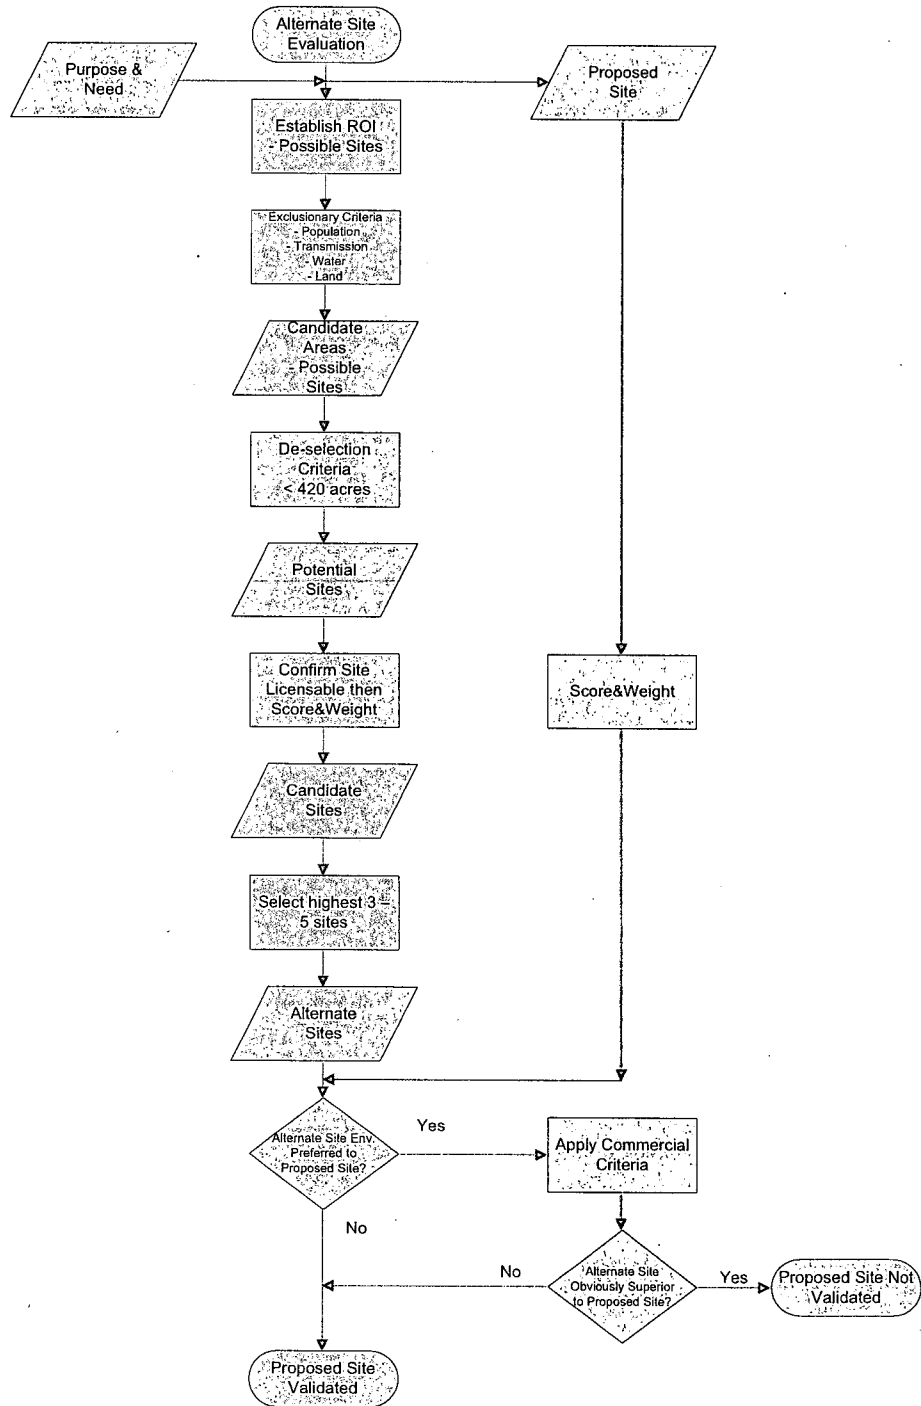 Alternate Site
Evaluation
Purpose &
Need
Proposed
Site
Establish ROI
- Possible Sites
Exclusionary Criteria
- Population
- Transmission
- Water
- Land
Candidate
Areas
- Possible
Sites
De-selection
Criteria
< 420 acres
Potential
Sites
Confirm Site
Licensable then
Score&Weight
Score&Weight
Candidate
Sites
Select highest 3 –
5 sites
Alternate
Sites
Alternate Site Env.
Preferred to
Proposed Site?
Yes
Apply Commercial
Criteria
No
Alternate Site
Obviously Superior
to Proposed Site?
No
Yes
Proposed Site Not
Validated
Proposed Site
Validated